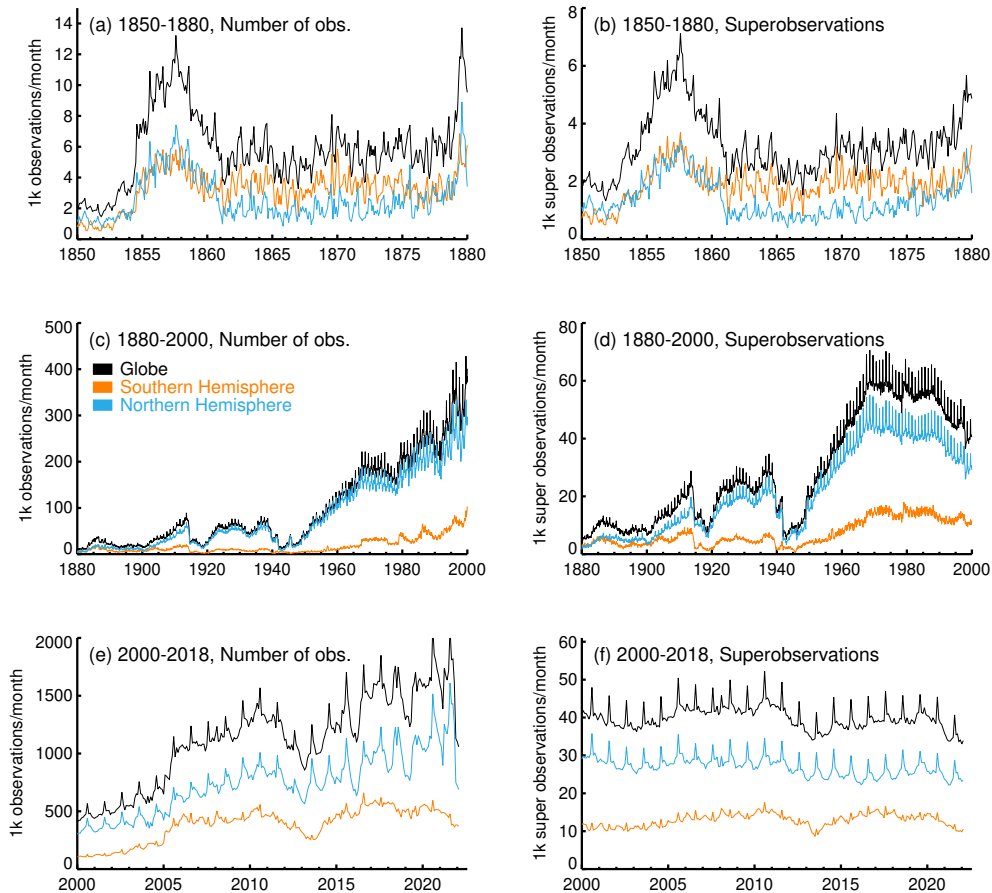 (a) 1850-1880, Number of obs.
1k observations/month
14
12
10
8
6
4
2
0
1850 1855 1860 1865 1870 1875 1880
(b) 1850-1880, Superobservations
1k super observations/month
8
6
4
2
0
1850 1855 1860 1865 1870 1875 1880
(c) 1880-2000, Number of obs.
Globe
Southern Hemisphere
Northern Hemisphere
1k observations/month
500
400
300
200
100
0
1880 1900 1920 1940 1960 1980 2000
(d) 1880-2000, Superobservations
1k super observations/month
80
60
40
20
0
1880 1900 1920 1940 1960 1980 2000
(e) 2000-2018, Number of obs.
1k observations/month
2000
1500
1000
500
0
2000 2005 2010 2015 2020
(f) 2000-2018, Superobservations
1k super observations/month
60
50
40
30
20
10
0
2000 2005 2010 2015 2020